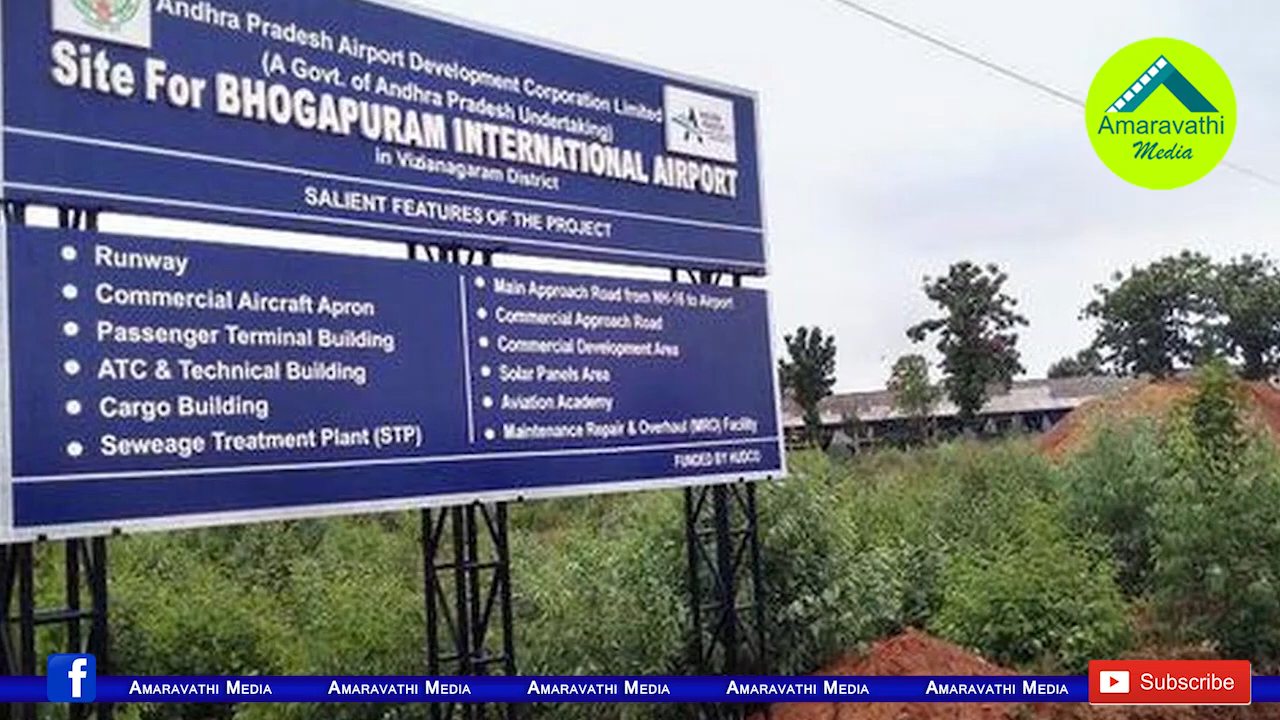 Andhra Pradesh Airport Development Corporation Limited
(A Govt. of Andhra Pradesh Undertaking)
Site For BHOGAPURAM INTERNATIONAL AIRPORT
in Vizianagaram District
SALIENT FEATURES OF THE PROJECT
Runway
Commercial Aircraft Apron
Passenger Terminal Building
ATC & Technical Building
Cargo Building
Seweage Treatment Plant (STP)
Main Approach Road from NH-16 to Airport
Commercial Approach Road
Commercial Development Area
Solar Panels Area
Aviation Academy
Maintenance Repair & Overhaul (MRO) Facility
FUNDED BY HUDCO
Amaravathi
Media
f AMARAVATHI MEDIA AMARAVATHI MEDIA AMARAVATHI MEDIA AMARAVATHI MEDIA AMARAVATHI MEDIA Subscribe